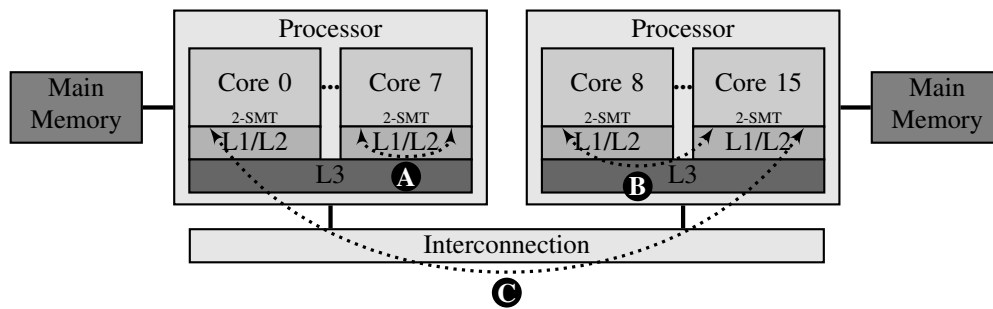 Processor
Processor
Main
Memory
Core 0
Core 7
Core 8
Core 15
Main
Memory
2-SMT
2-SMT
2-SMT
2-SMT
L1/L2
L1/L2
L1/L2
L1/L2
L3
A
B
L3
Interconnection
C